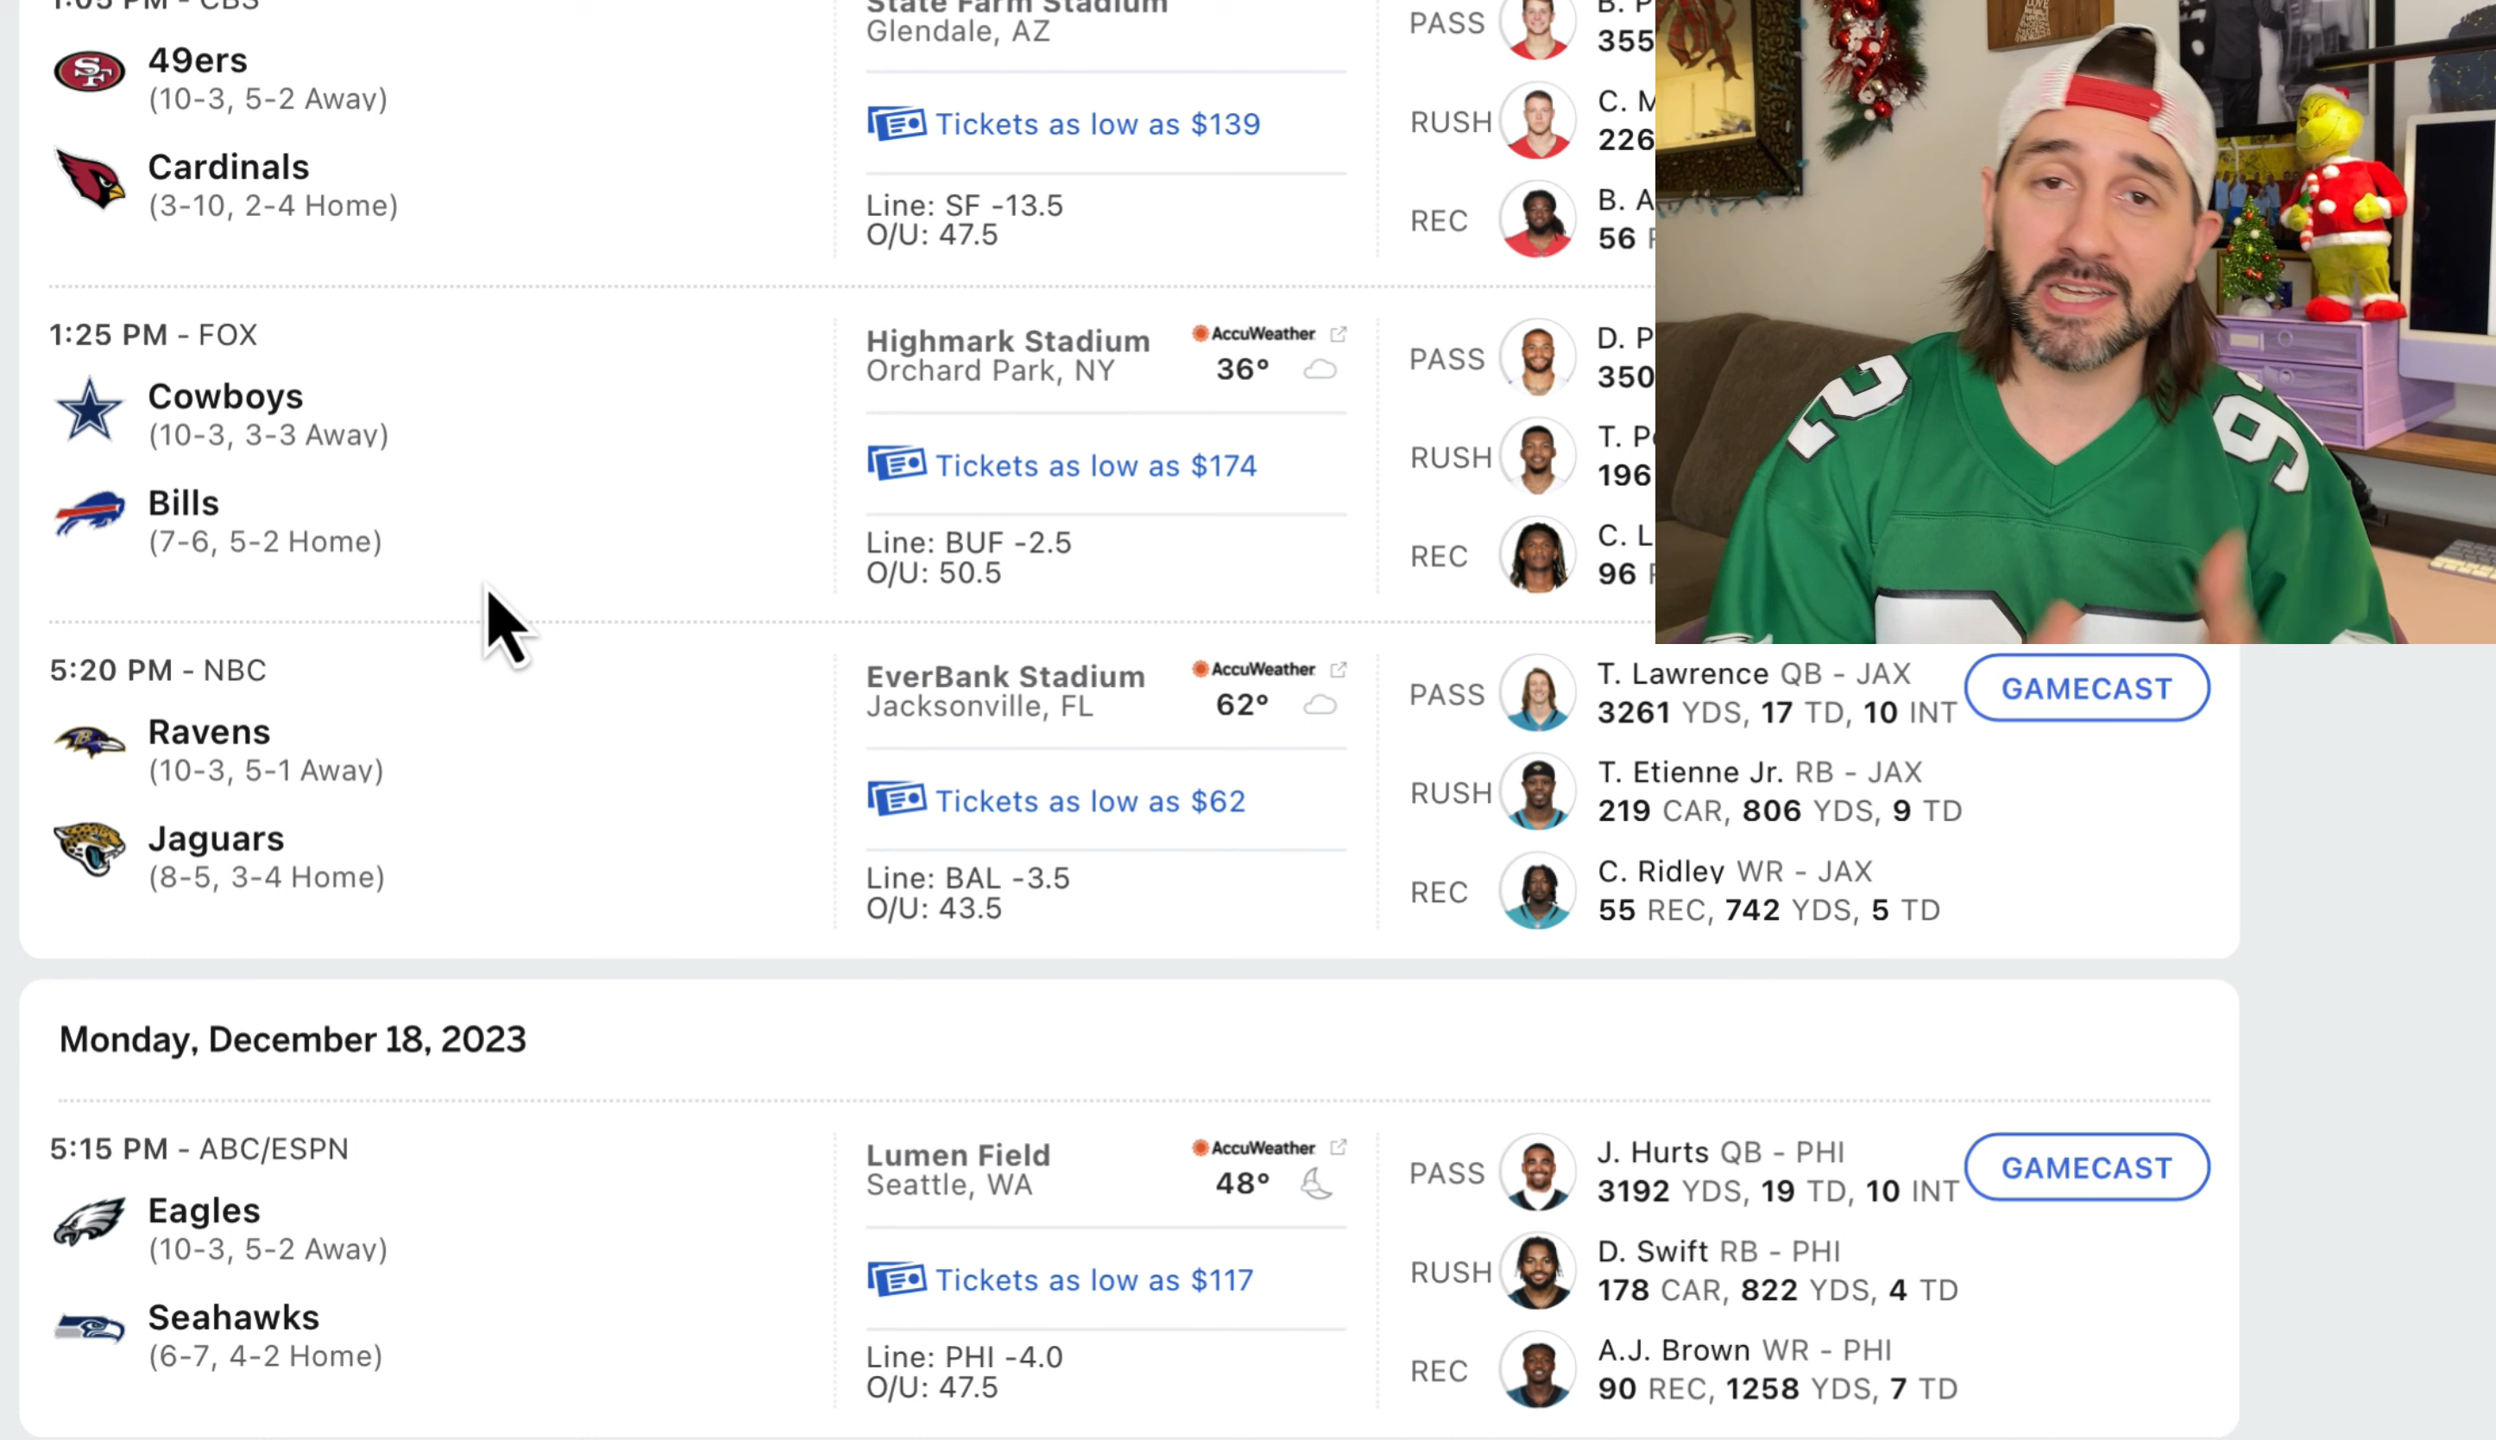 1:05 PM - CBS
State Farm Stadium
Glendale, AZ
49ers
(10-3, 5-2 Away)
Cardinals
(3-10, 2-4 Home)
Tickets as low as $139
Line: SF -13.5
O/U: 47.5
PASS
B. P
355
RUSH
C. M
226
REC
B. A
56
1:25 PM - FOX
Cowboys
(10-3, 3-3 Away)
Bills
(7-6, 5-2 Home)
Highmark Stadium
Orchard Park, NY
AccuWeather
36°
Tickets as low as $174
Line: BUF -2.5
O/U: 50.5
PASS
D. P
350
RUSH
T. P
196
REC
C. L
96
5:20 PM - NBC
Ravens
(10-3, 5-1 Away)
Jaguars
(8-5, 3-4 Home)
EverBank Stadium
Jacksonville, FL
AccuWeather
62°
Tickets as low as $62
Line: BAL -3.5
O/U: 43.5
PASS
T. Lawrence QB - JAX
3261 YDS, 17 TD, 10 INT
RUSH
T. Etienne Jr. RB - JAX
219 CAR, 806 YDS, 9 TD
REC
C. Ridley WR - JAX
55 REC, 742 YDS, 5 TD
GAMECAST
Monday, December 18, 2023
5:15 PM - ABC/ESPN
Eagles
(10-3, 5-2 Away)
Seahawks
(6-7, 4-2 Home)
Lumen Field
Seattle, WA
AccuWeather
48°
Tickets as low as $117
Line: PHI -4.0
O/U: 47.5
PASS
J. Hurts QB - PHI
3192 YDS, 19 TD, 10 INT
RUSH
D. Swift RB - PHI
178 CAR, 822 YDS, 4 TD
REC
A.J. Brown WR - PHI
90 REC, 1258 YDS, 7 TD
GAMECAST